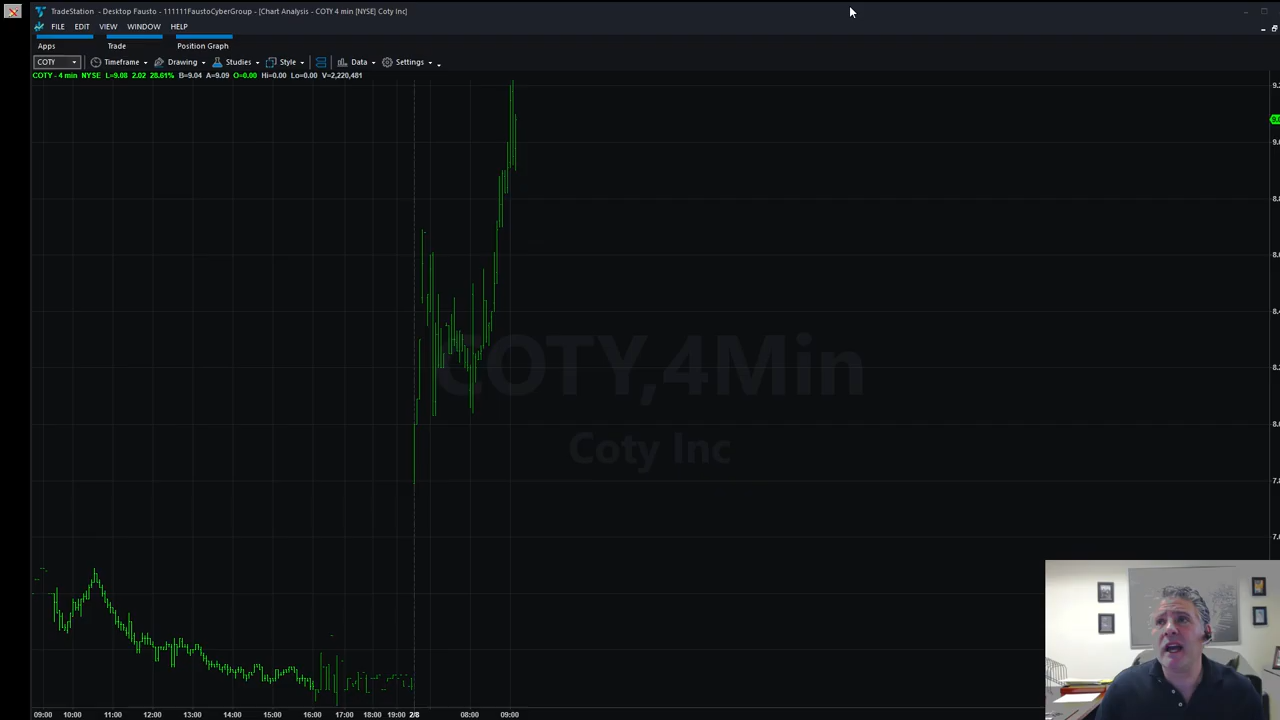 TradeStation - Desktop Fausto - 111111FaustoCyberGroup - [Chart Analysis - COTY 4 min [NYSE] Coty Inc]
FILE EDIT VIEW WINDOW HELP
Apps Trade Position Graph
COTY Timeframe Drawing Studies Style Data Settings
COTY - 4 min NYSE L=9.08 2.02 28.61% B=9.04 A=9.09 O=0.00 Hi=0.00 Lo=0.00 V=2,220,481
COTY,4Min
Coty Inc
09:00 10:00 11:00 12:00 13:00 14:00 15:00 16:00 17:00 18:00 19:00 2/8 08:00 09:00